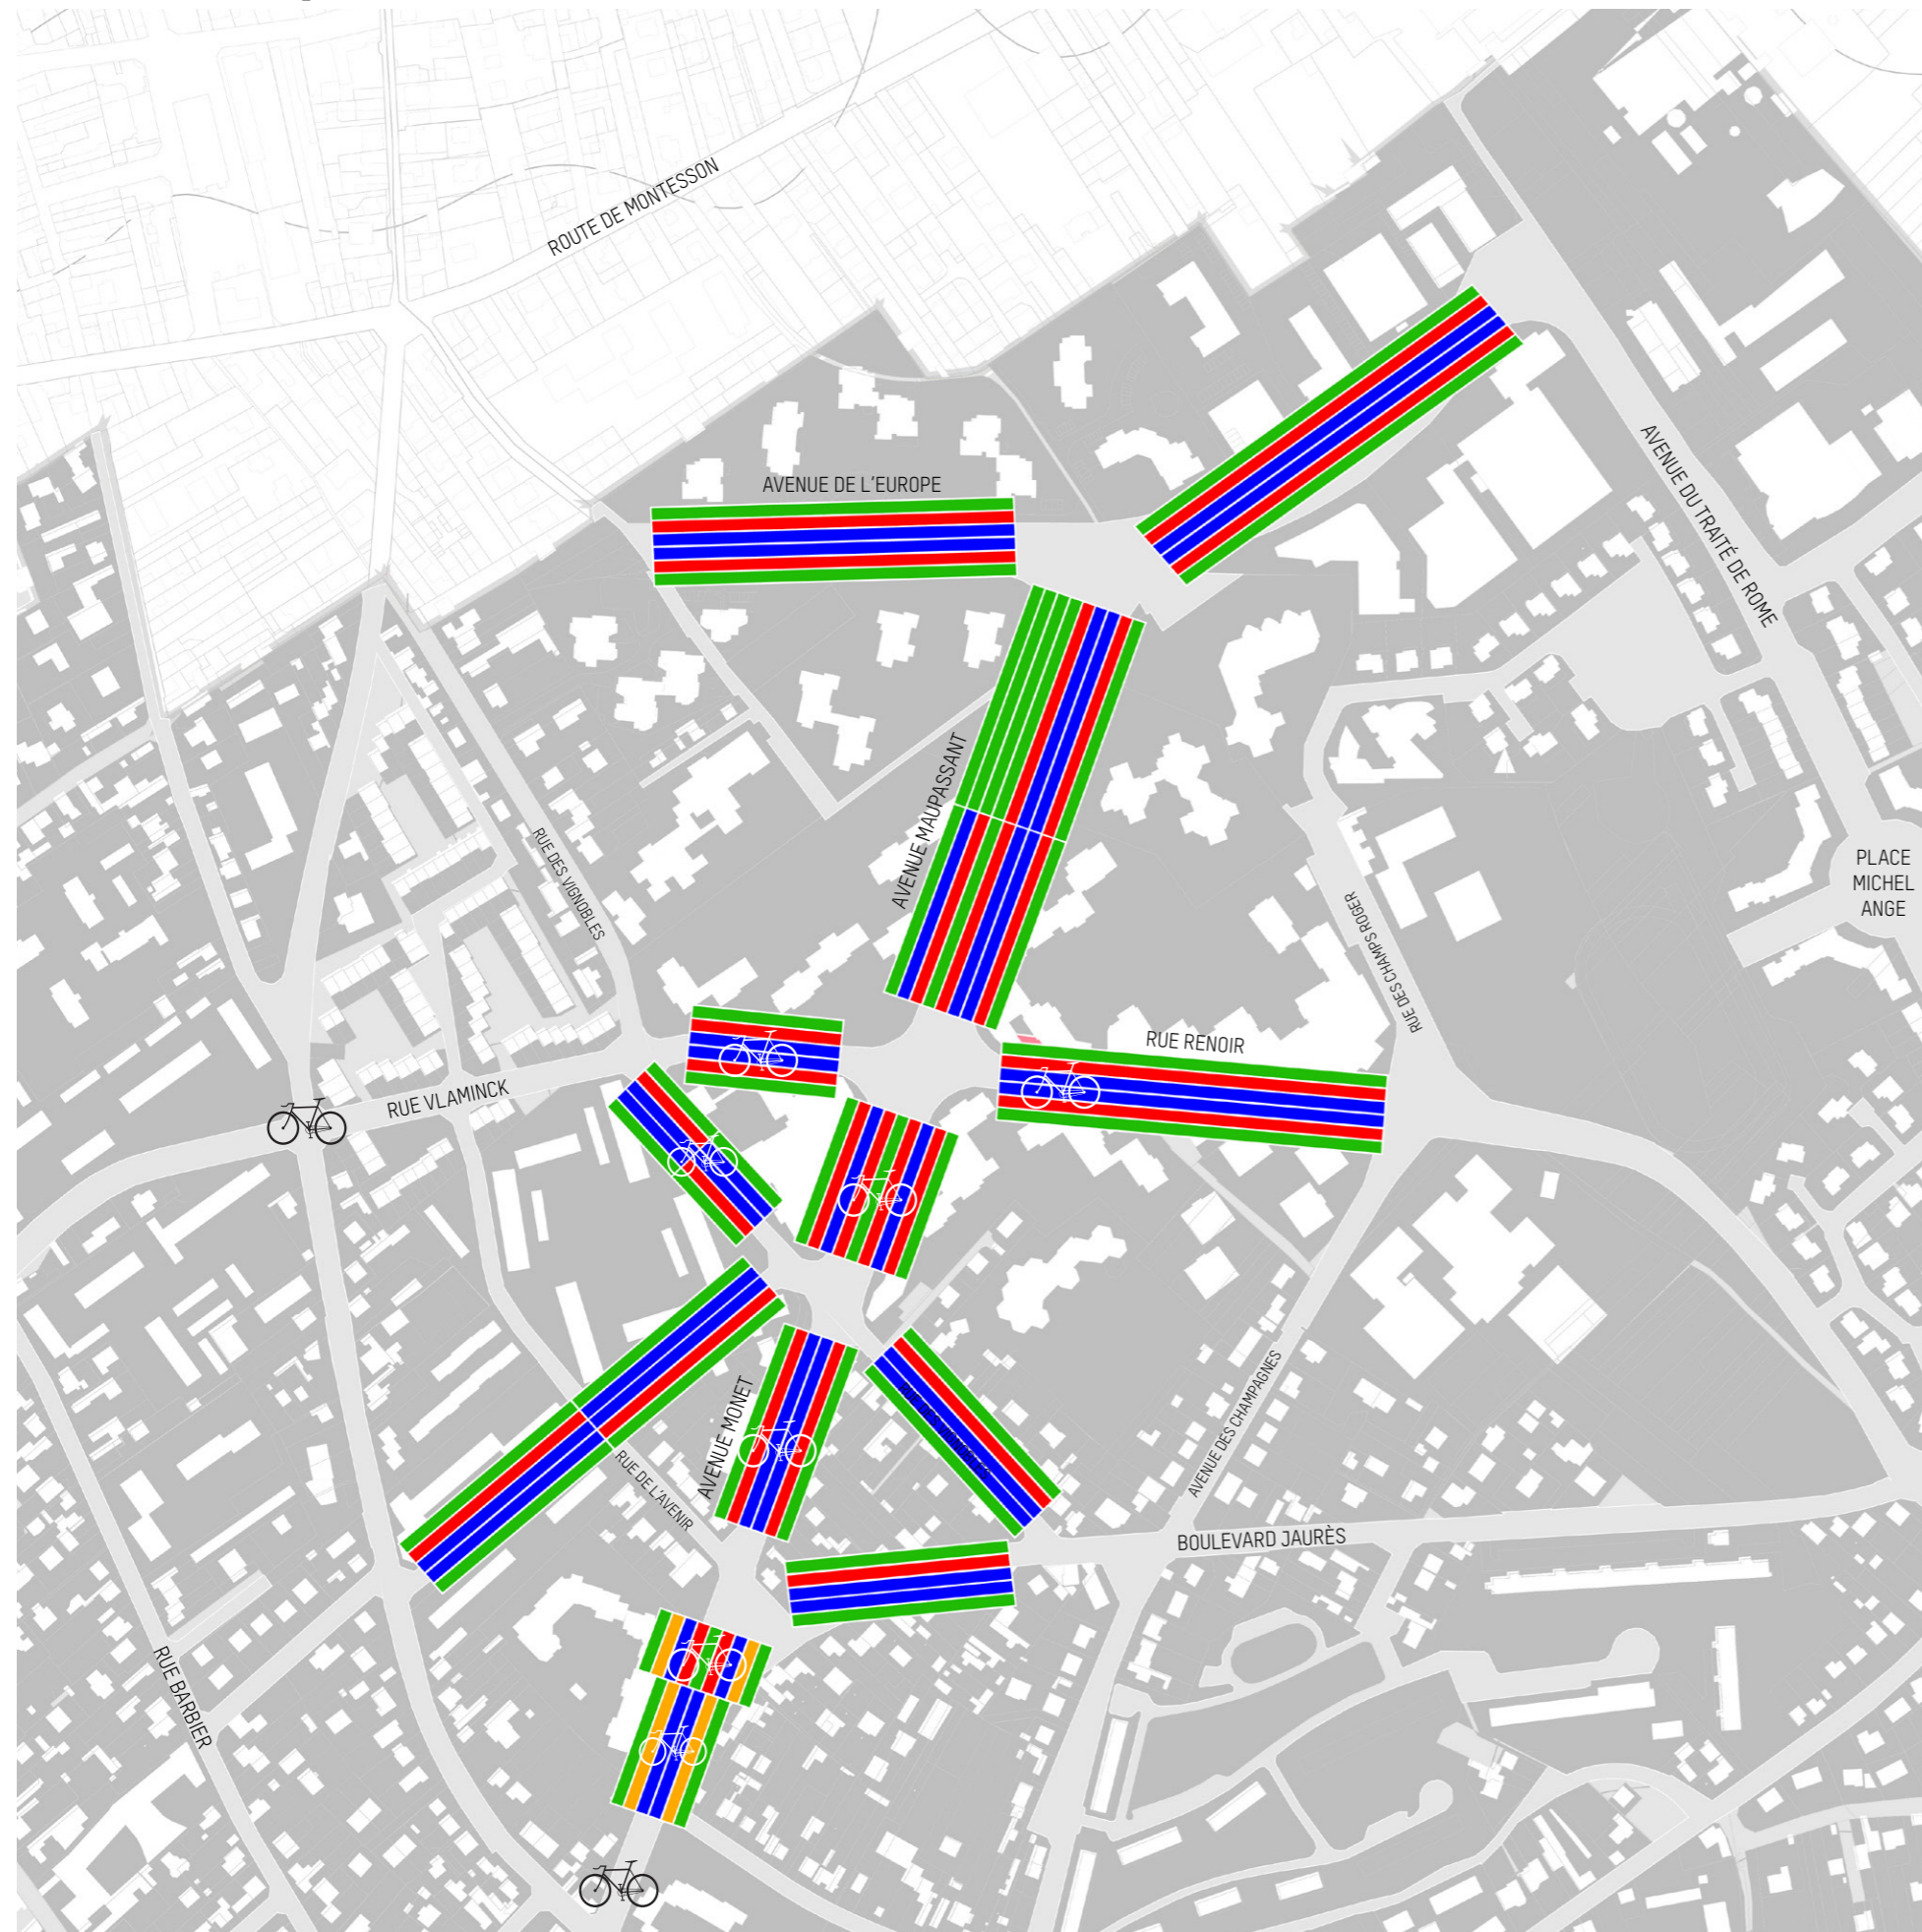 ROUTE DE MONTESSON
AVENUE DE L'EUROPE
AVENUE DU TRAITÉ DE ROME
AVENUE MAUPASSANT
RUE DES VIGNOBLES
PLACE
MICHEL
ANGE
RUE DES CHAMPS ROGER
RUE RENOIR
RUE VLAMINCK
AVENUE MONET
AVENUE DES CHAMPAGNES
RUE DE L'AVENIR
BOULEVARD JAURÈS
RUE BARBIER